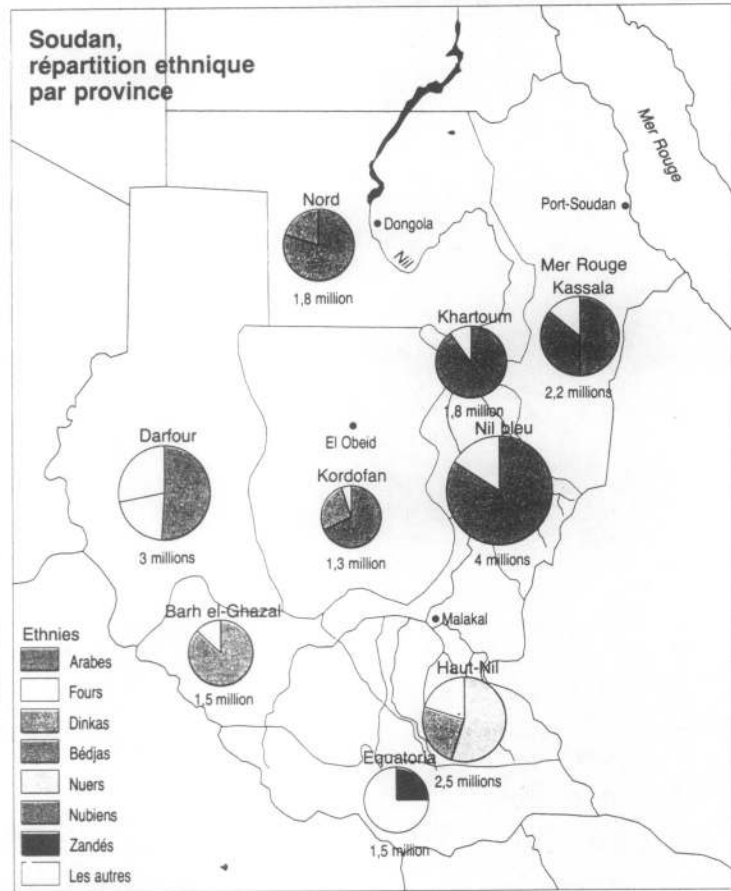 Soudan,
répartition ethnique
par province
Mer Rouge
Port-Soudan
Nord
Dongola
Nil
1,8 million
Mer Rouge
Kassala
2,2 millions
Khartoum
1,8 million
Nil bleu
4 millions
Darfour
3 millions
El Obeid
Kordofan
1,3 million
Barh el-Ghazal
1,5 million
Malakal
Haut-Nil
2,5 millions
Equatoria
1,5 million
Ethnies
Arabes
Fours
Dinkas
Bédjas
Nuers
Nubiens
Zandés
Les autres